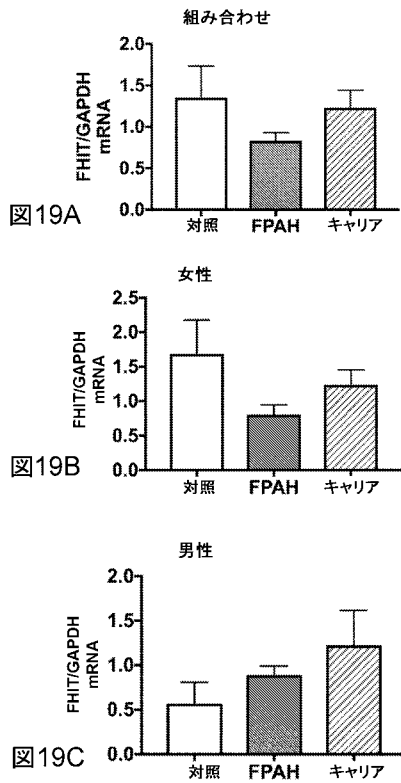 組み合わせ
FHIT/GAPDH
mRNA
2.0
1.5
1.0
0.5
0.0
対照 FPAH キャリア
図19A
女性
FHIT/GAPDH
mRNA
2.5
2.0
1.5
1.0
0.5
0.0
対照 FPAH キャリア
図19B
男性
FHIT/GAPDH
mRNA
2.0
1.5
1.0
0.5
0.0
対照 FPAH キャリア
図19C